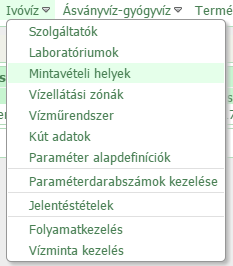 Ivóvíz Ásványvíz-gyógyvíz Termé
Szolgáltatók
Laboratóriumok
Mintavételi helyek
Vízellátási zónák
Vízműrendszer
Kút adatok
Paraméter alapdefiníciók
Paraméterdarabszámok kezelése
Jelentéstételek
Folyamatkezelés
Vízminta kezelés